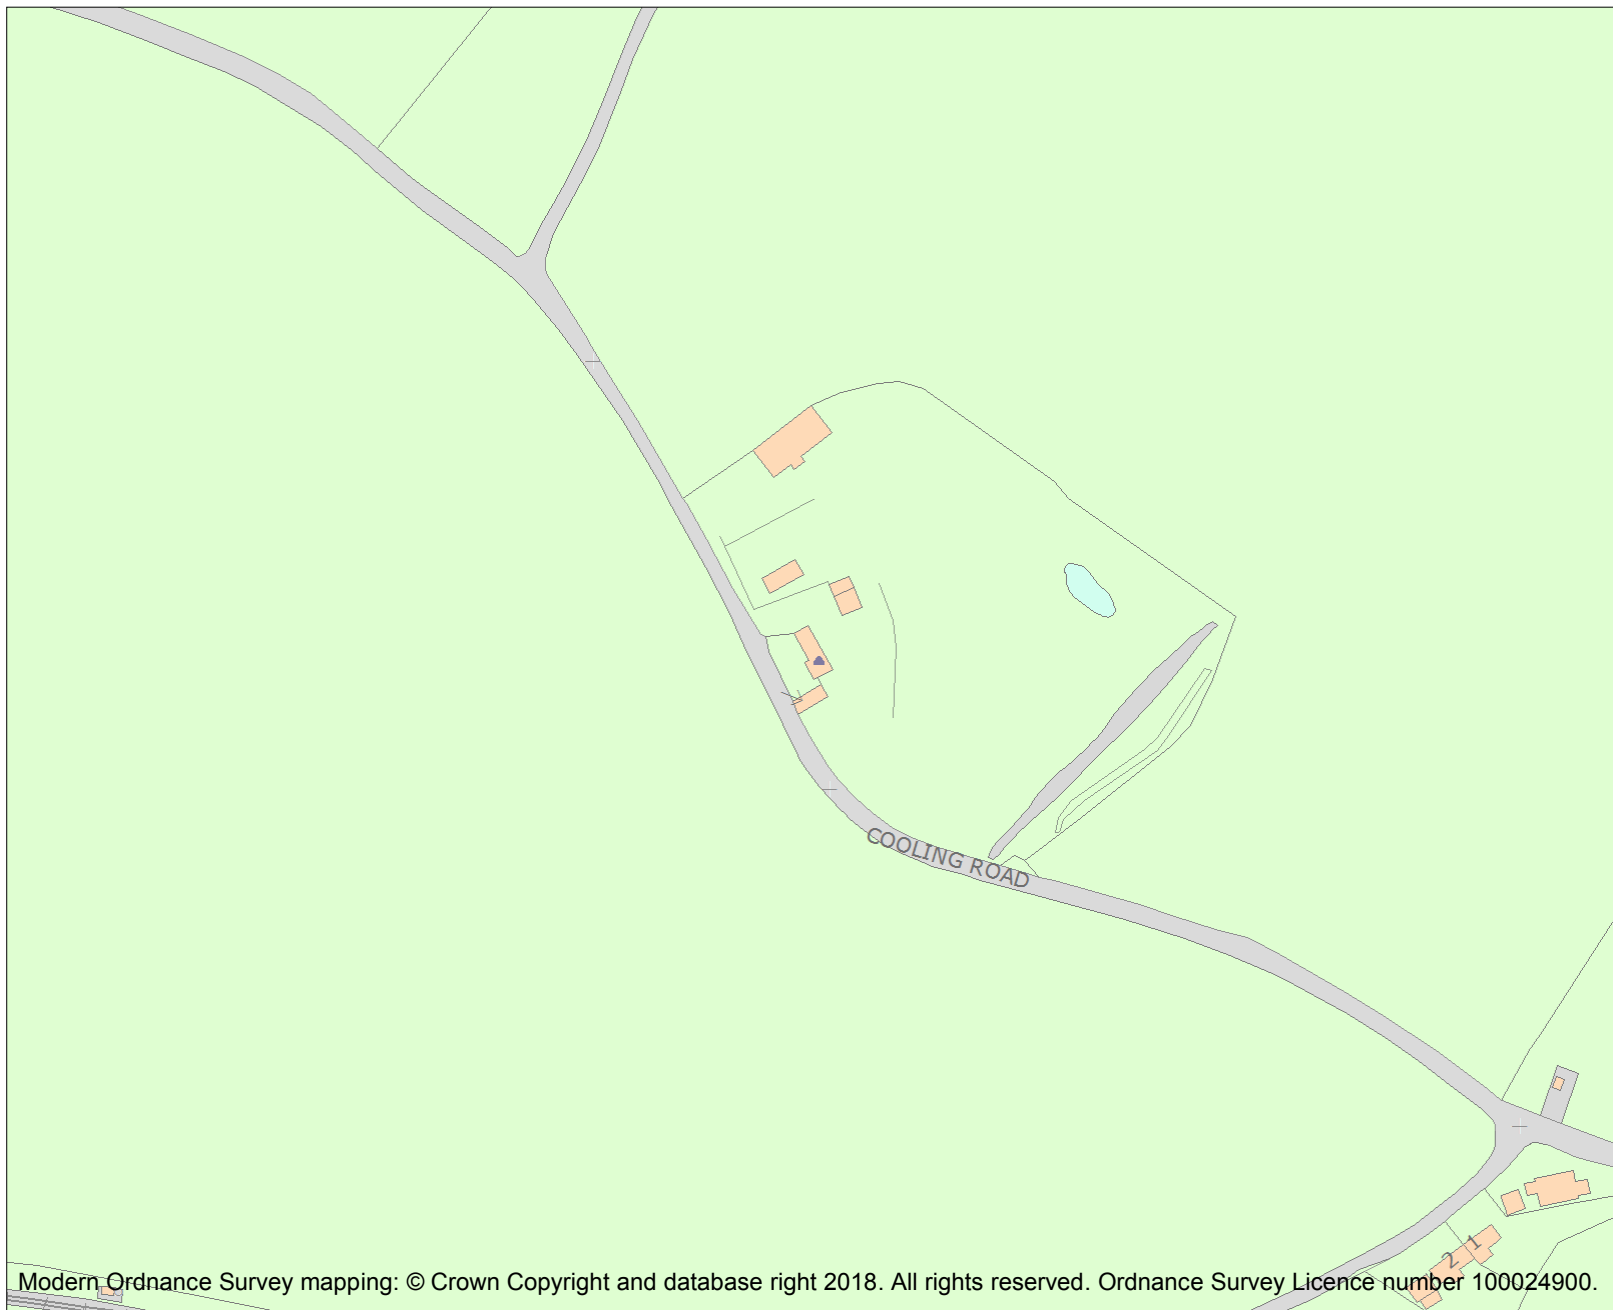 COOLING ROAD
1
2
Modern Ordnance Survey mapping: © Crown Copyright and database right 2018. All rights reserved. Ordnance Survey Licence number 100024900.